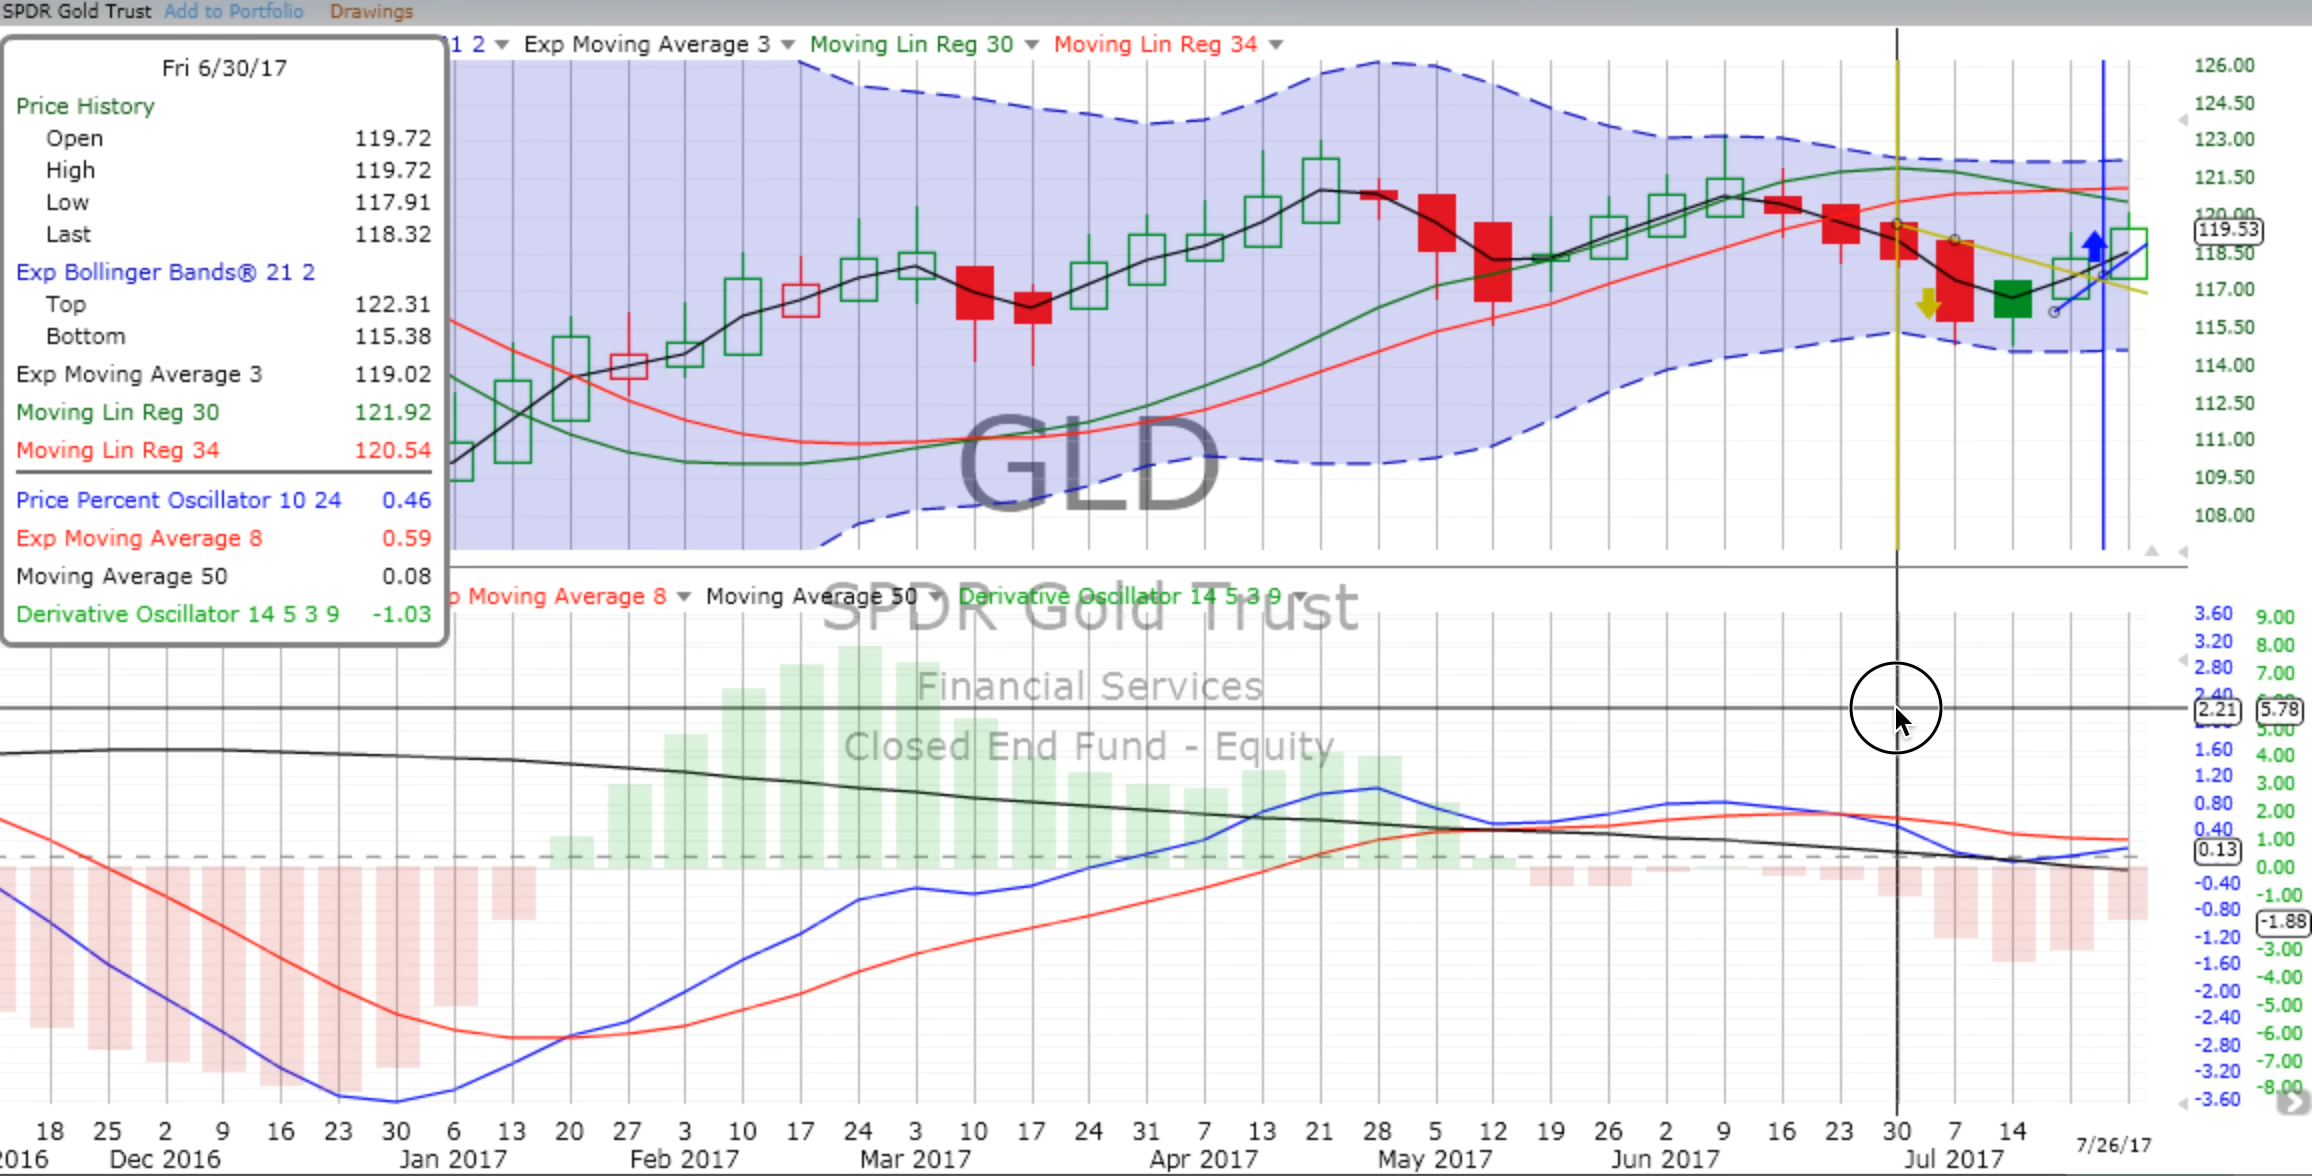 SPDR Gold Trust Add to Portfolio Drawings
1 2 Exp Moving Average 3 Moving Lin Reg 30 Moving Lin Reg 34
Fri 6/30/17
Price History
Open 119.72
High 119.72
Low 117.91
Last 118.32
Exp Bollinger Bands® 21 2
Top 122.31
Bottom 115.38
Exp Moving Average 3 119.02
Moving Lin Reg 30 121.92
Moving Lin Reg 34 120.54
Price Percent Oscillator 10 24 0.46
Exp Moving Average 8 0.59
Moving Average 50 0.08
Derivative Oscillator 14 5 3 9 -1.03
126.00
124.50
123.00
121.50
120.00
119.53
118.50
117.00
115.50
114.00
112.50
111.00
109.50
108.00
GLD
p Moving Average 8 Moving Average 50 Derivative Oscillator 14 5 3 9
SPDR Gold Trust
Financial Services
Closed End Fund - Equity
3.60 9.00
3.20 8.00
2.80 7.00
2.40
2.21 5.78
5.00
1.60 4.00
1.20 3.00
0.80 2.00
0.40 1.00
0.13 0.00
-0.40 -1.00
-0.80 -1.88
-1.20 -3.00
-1.60 -4.00
-2.00 -5.00
-2.40 -6.00
-2.80 -7.00
-3.20 -8.00
-3.60
18 25 2 9 16 23 30 6 13 20 27 3 10 17 24 3 10 17 24 31 7 13 21 28 5 12 19 26 2 9 16 23 30 7 14 7/26/17
2016 Dec 2016 Jan 2017 Feb 2017 Mar 2017 Apr 2017 May 2017 Jun 2017 Jul 2017